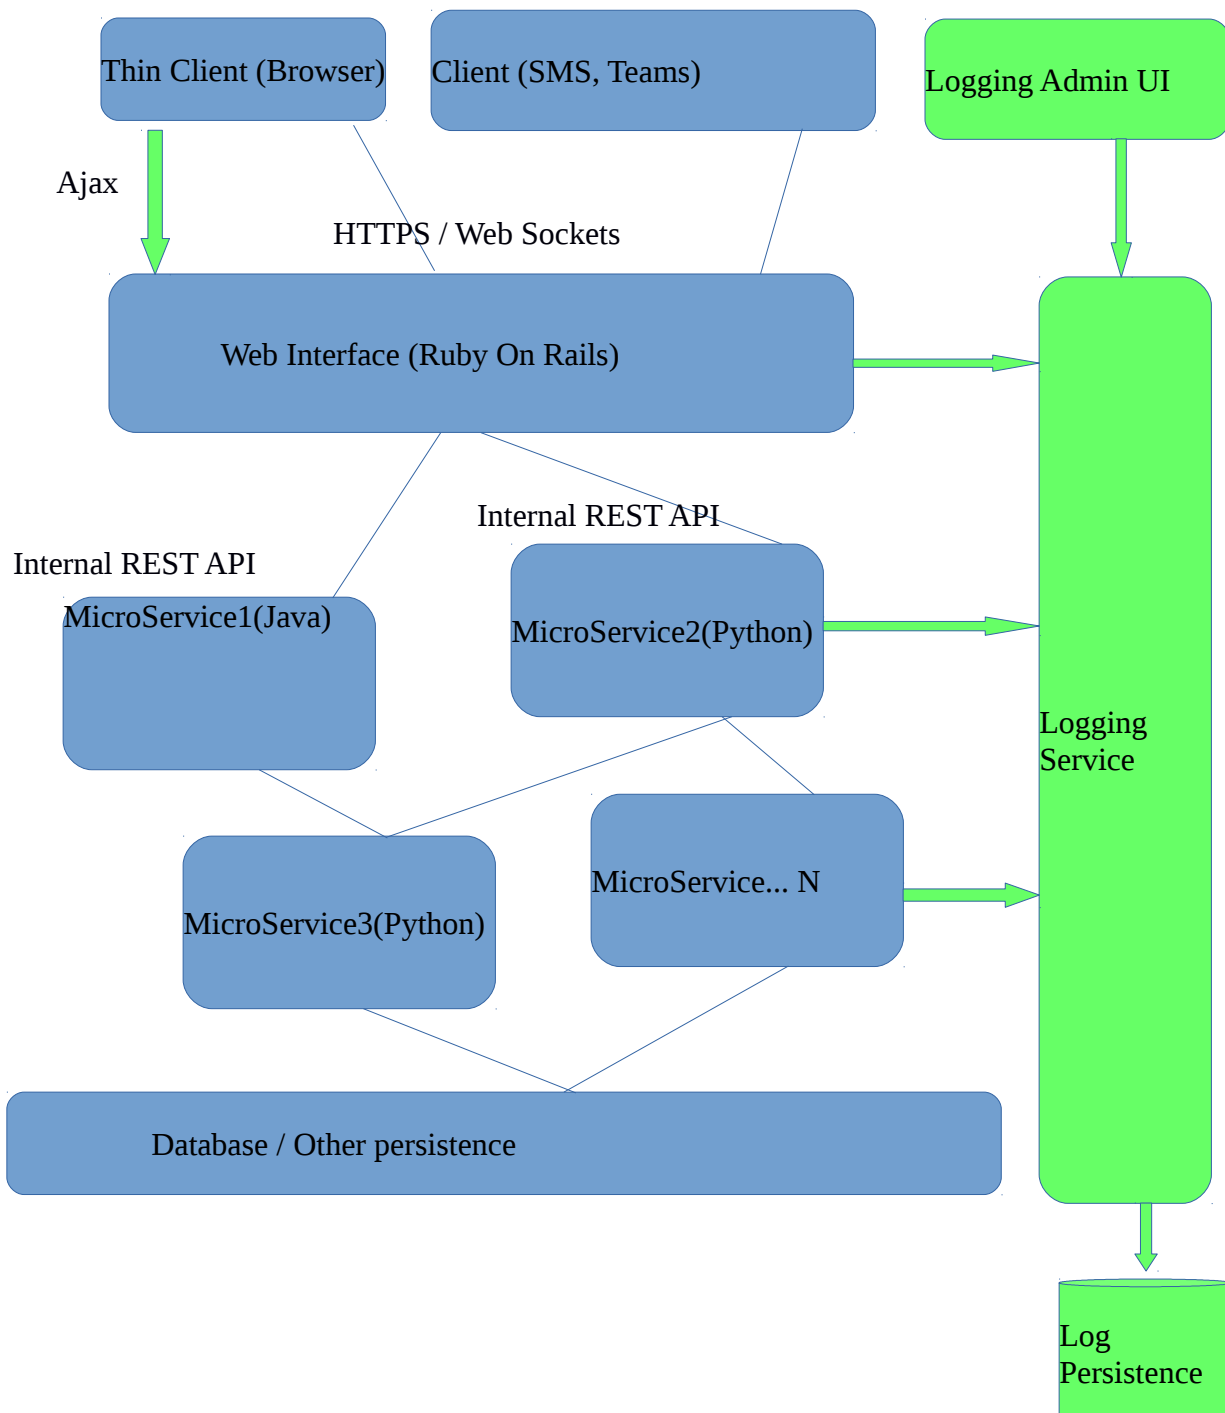 Thin Client (Browser)
Client (SMS, Teams)
Logging Admin UI
Ajax
HTTPS / Web Sockets
Web Interface (Ruby On Rails)
Internal REST API
Internal REST API
MicroService1(Java)
MicroService2(Python)
Logging
Service
MicroService... N
MicroService3(Python)
Database / Other persistence
Log
Persistence